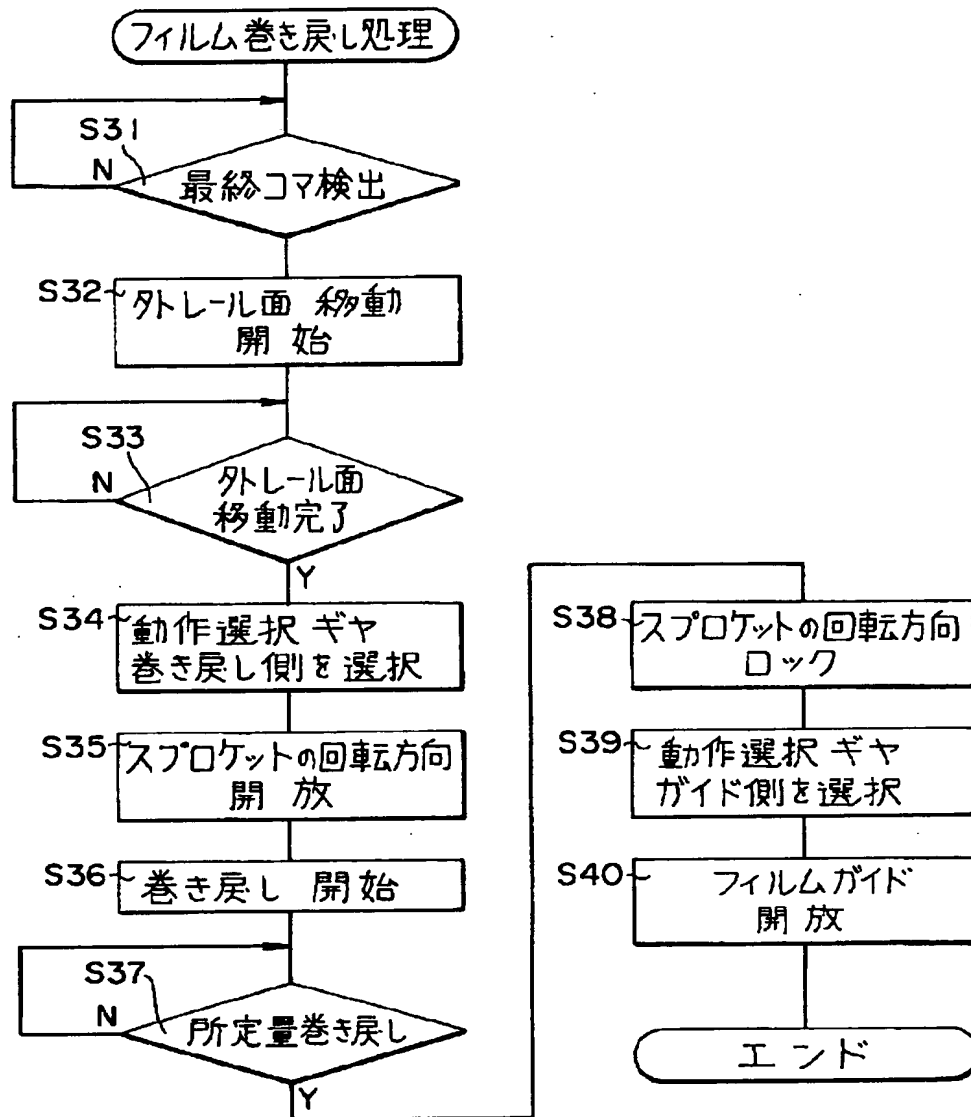 フィルム巻き戻し処理
S31
N
最終コマ検出
S32
外トレール面 移動
開始
S33
N
外トレール面
移動完了
Y
S34
動作選択 ギヤ
巻き戻し側を選択
S35
スプロケットの回転方向
開放
S36
巻き戻し 開始
S37
N
所定量巻き戻し
Y
S38
スプロケットの回転方向
ロック
S39
動作選択 ギヤ
ガイド側を選択
S40
フィルムガイド
開放
エンド